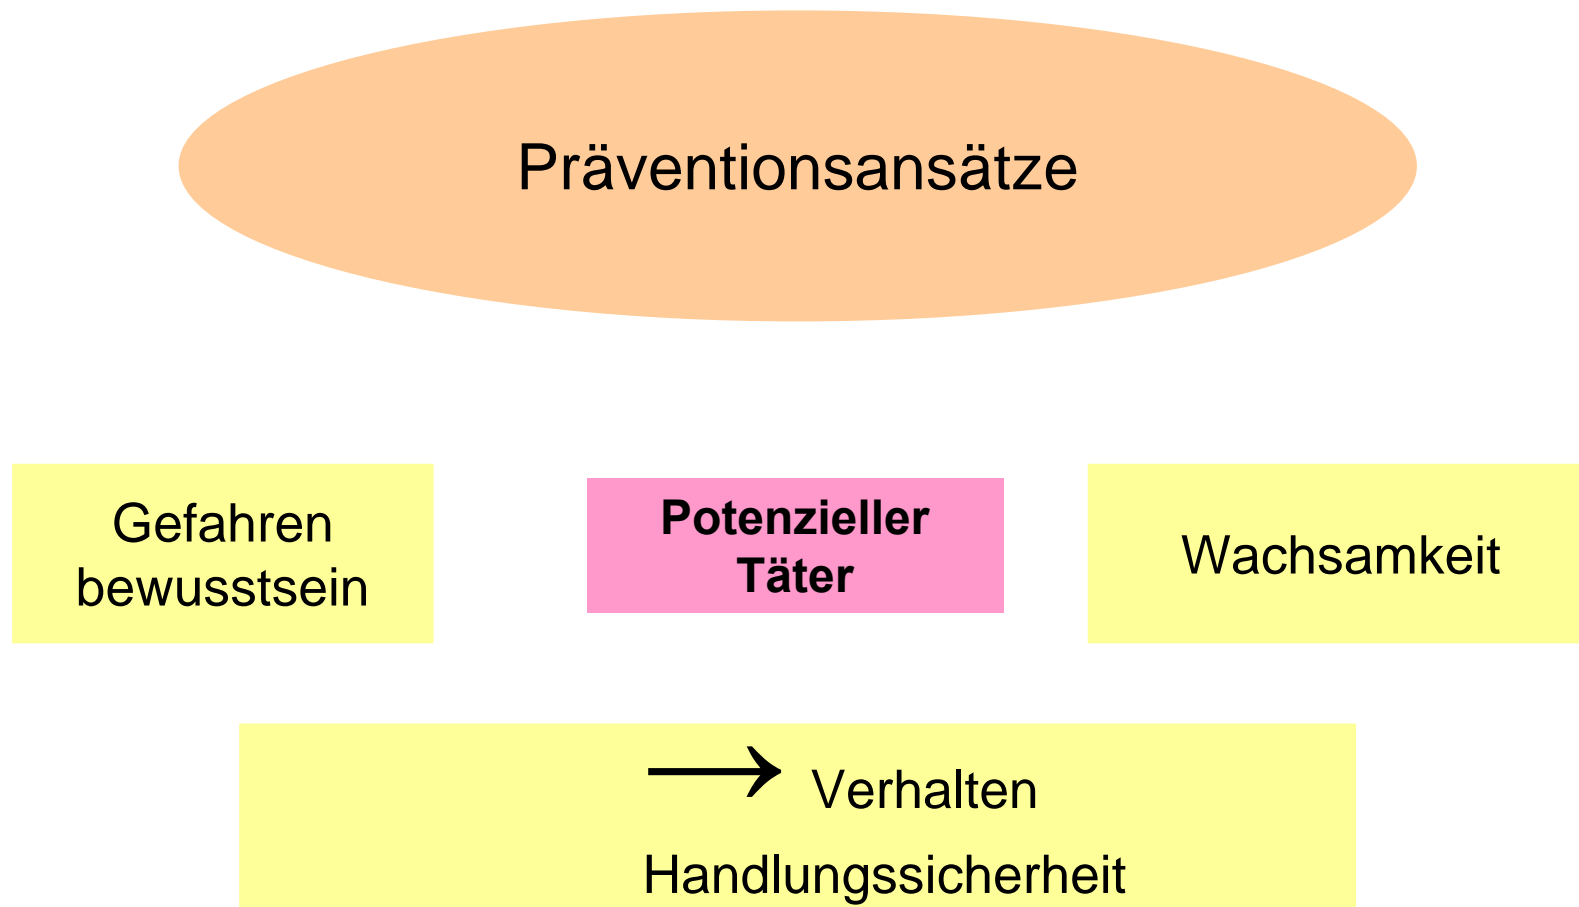 Präventionsansätze
Gefahren
bewusstsein
Potenzieller
Täter
Wachsamkeit
→ Verhalten
Handlungssicherheit